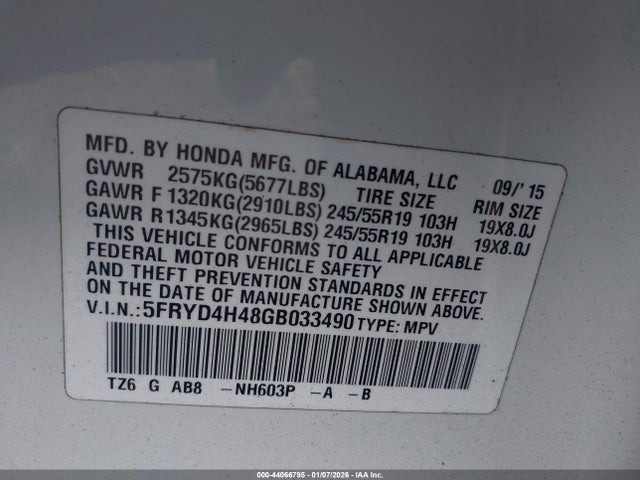 MFD. BY HONDA MFG. OF ALABAMA, LLC 09/'15
GVWR 2575KG(5677LBS) TIRE SIZE RIM SIZE
GAWR F 1320KG(2910LBS) 245/55R19 103H 19X8.0J
GAWR R 1345KG(2965LBS) 245/55R19 103H 19X8.0J
THIS VEHICLE CONFORMS TO ALL APPLICABLE
FEDERAL MOTOR VEHICLE SAFETY
AND THEFT PREVENTION STANDARDS IN EFFECT
ON THE DATE OF MANUFACTURE SHOWN ABOVE.
V.I.N.: 5FRYD4H48GB033490 TYPE: MPV
TZ6 G AB8 -NH603P -A -B
000-44066795 - 01/07/2026 - IAA Inc.